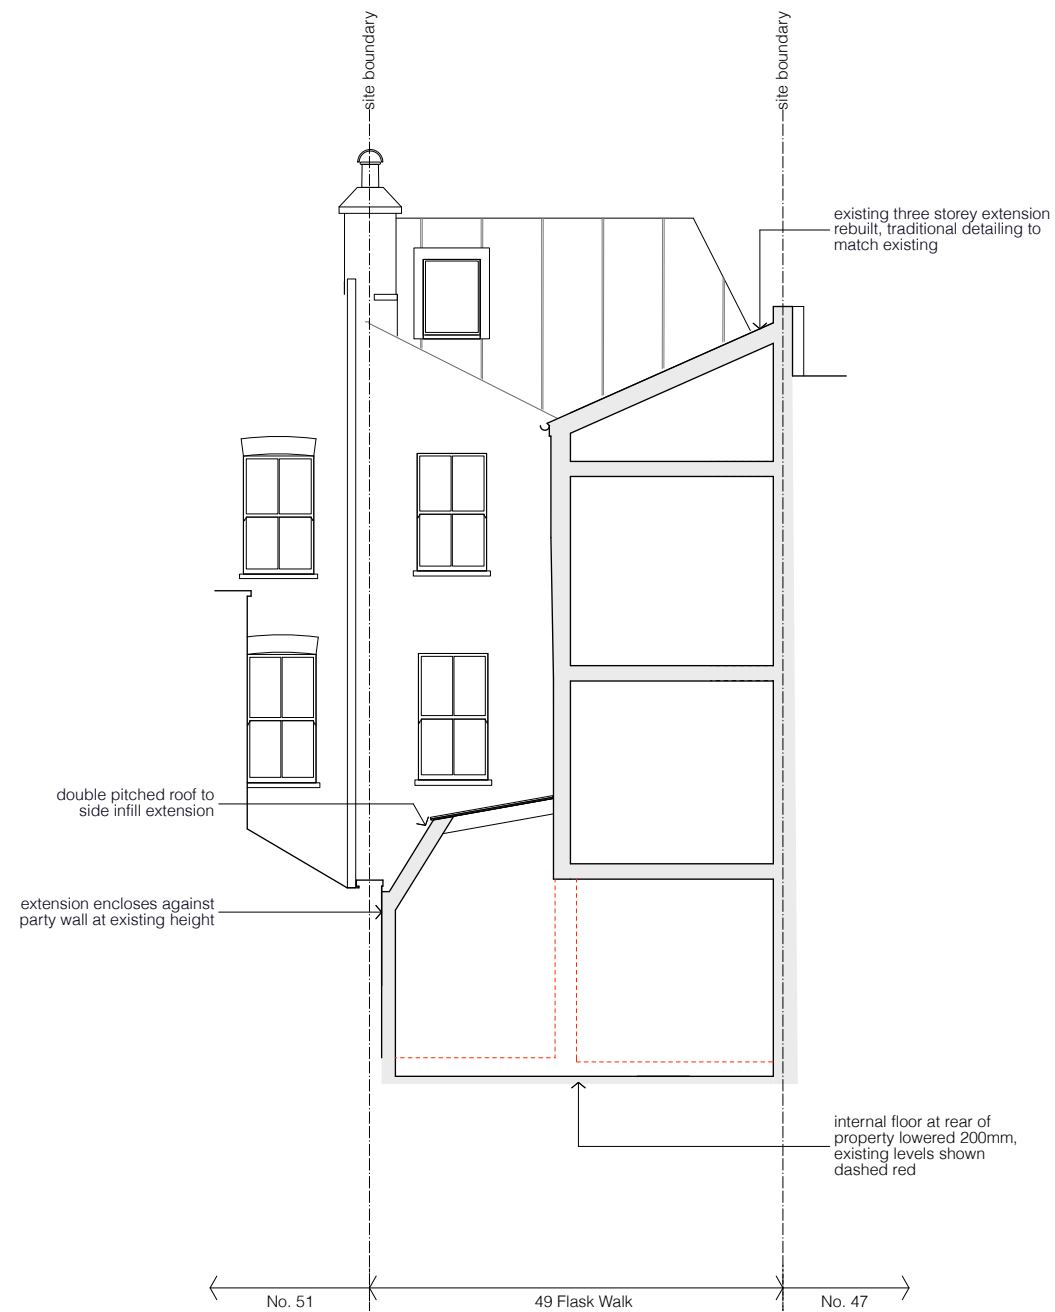 site boundary
site boundary
existing three storey extension
rebuilt, traditional detailing to
match existing
double pitched roof to
side infill extension
extension encloses against
party wall at existing height
internal floor at rear of
property lowered 200mm,
existing levels shown
dashed red
No. 51
49 Flask Walk
No. 47